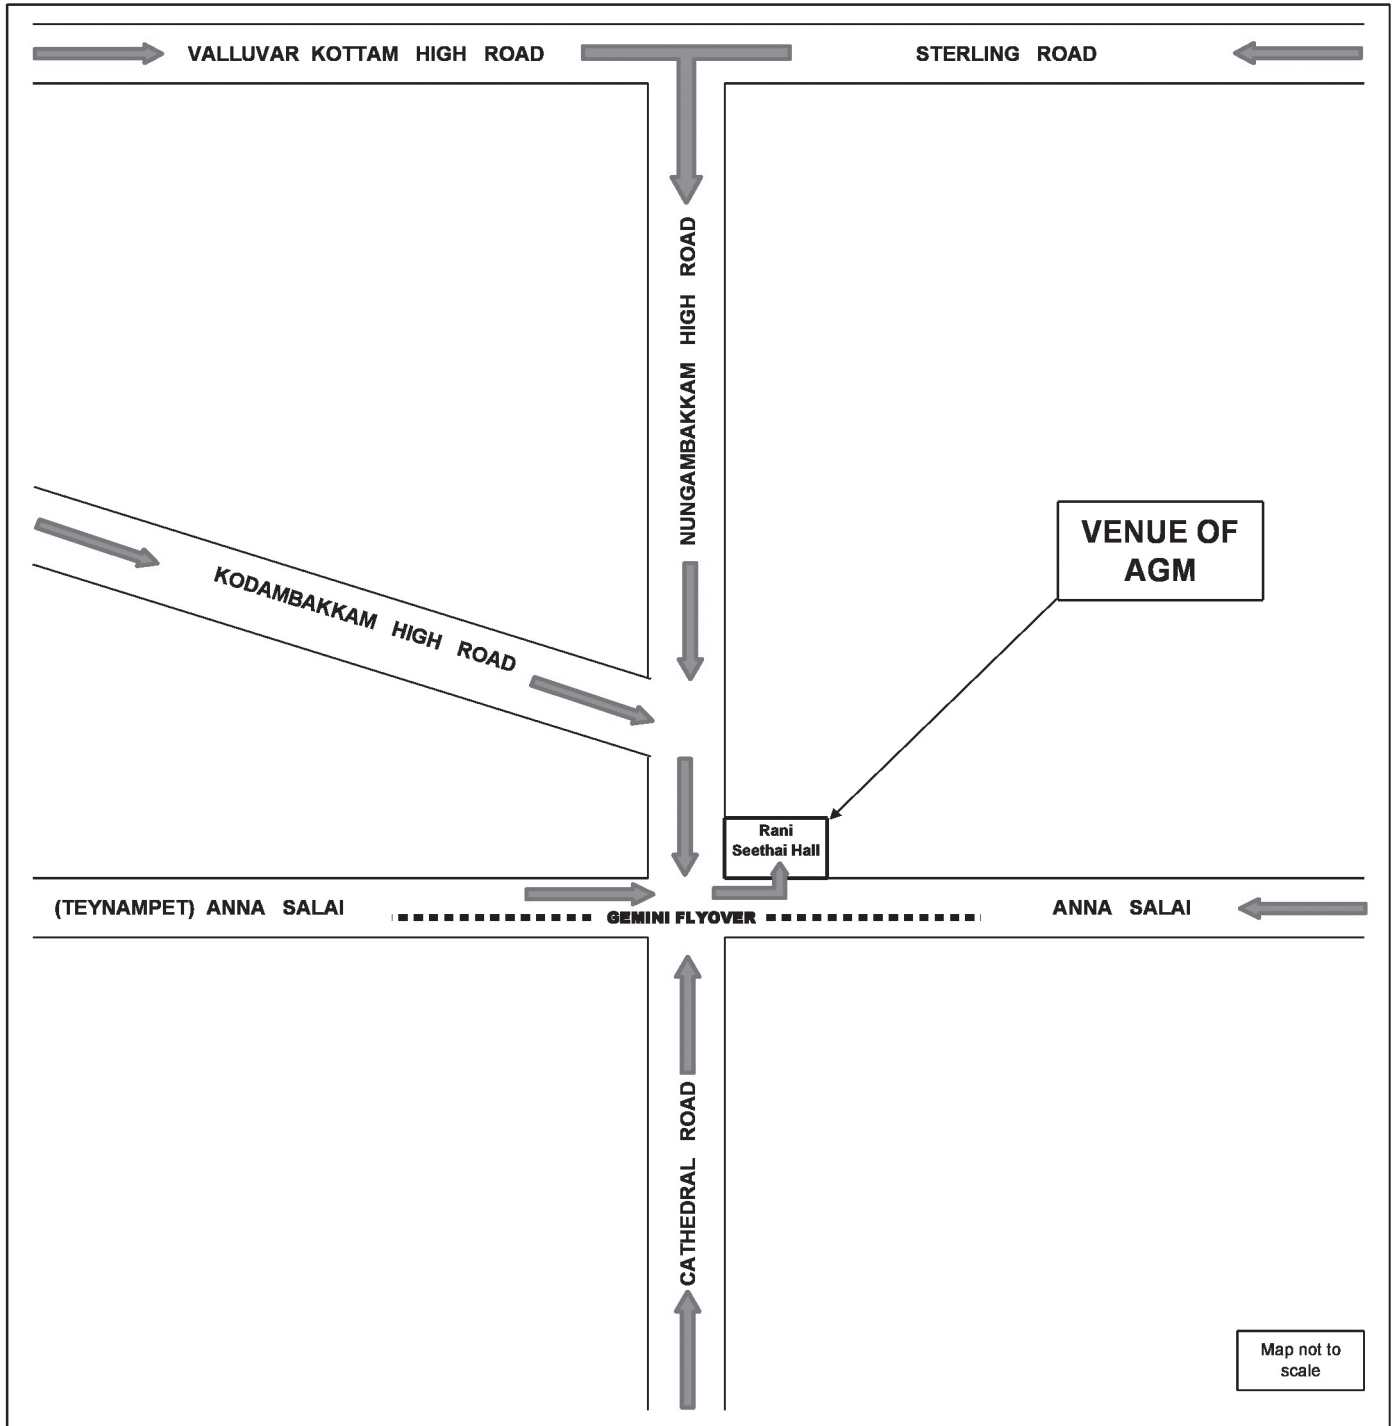 VALLUVAR KOTTAM HIGH ROAD
STERLING ROAD
NUNGAMBAKKAM HIGH ROAD
VENUE OF
AGM
KODAMBAKKAM HIGH ROAD
Rani
Seethai Hall
(TEYNAMPET) ANNA SALAI
GEMINI FLYOVER
ANNA SALAI
CATHEDRAL ROAD
Map not to
scale